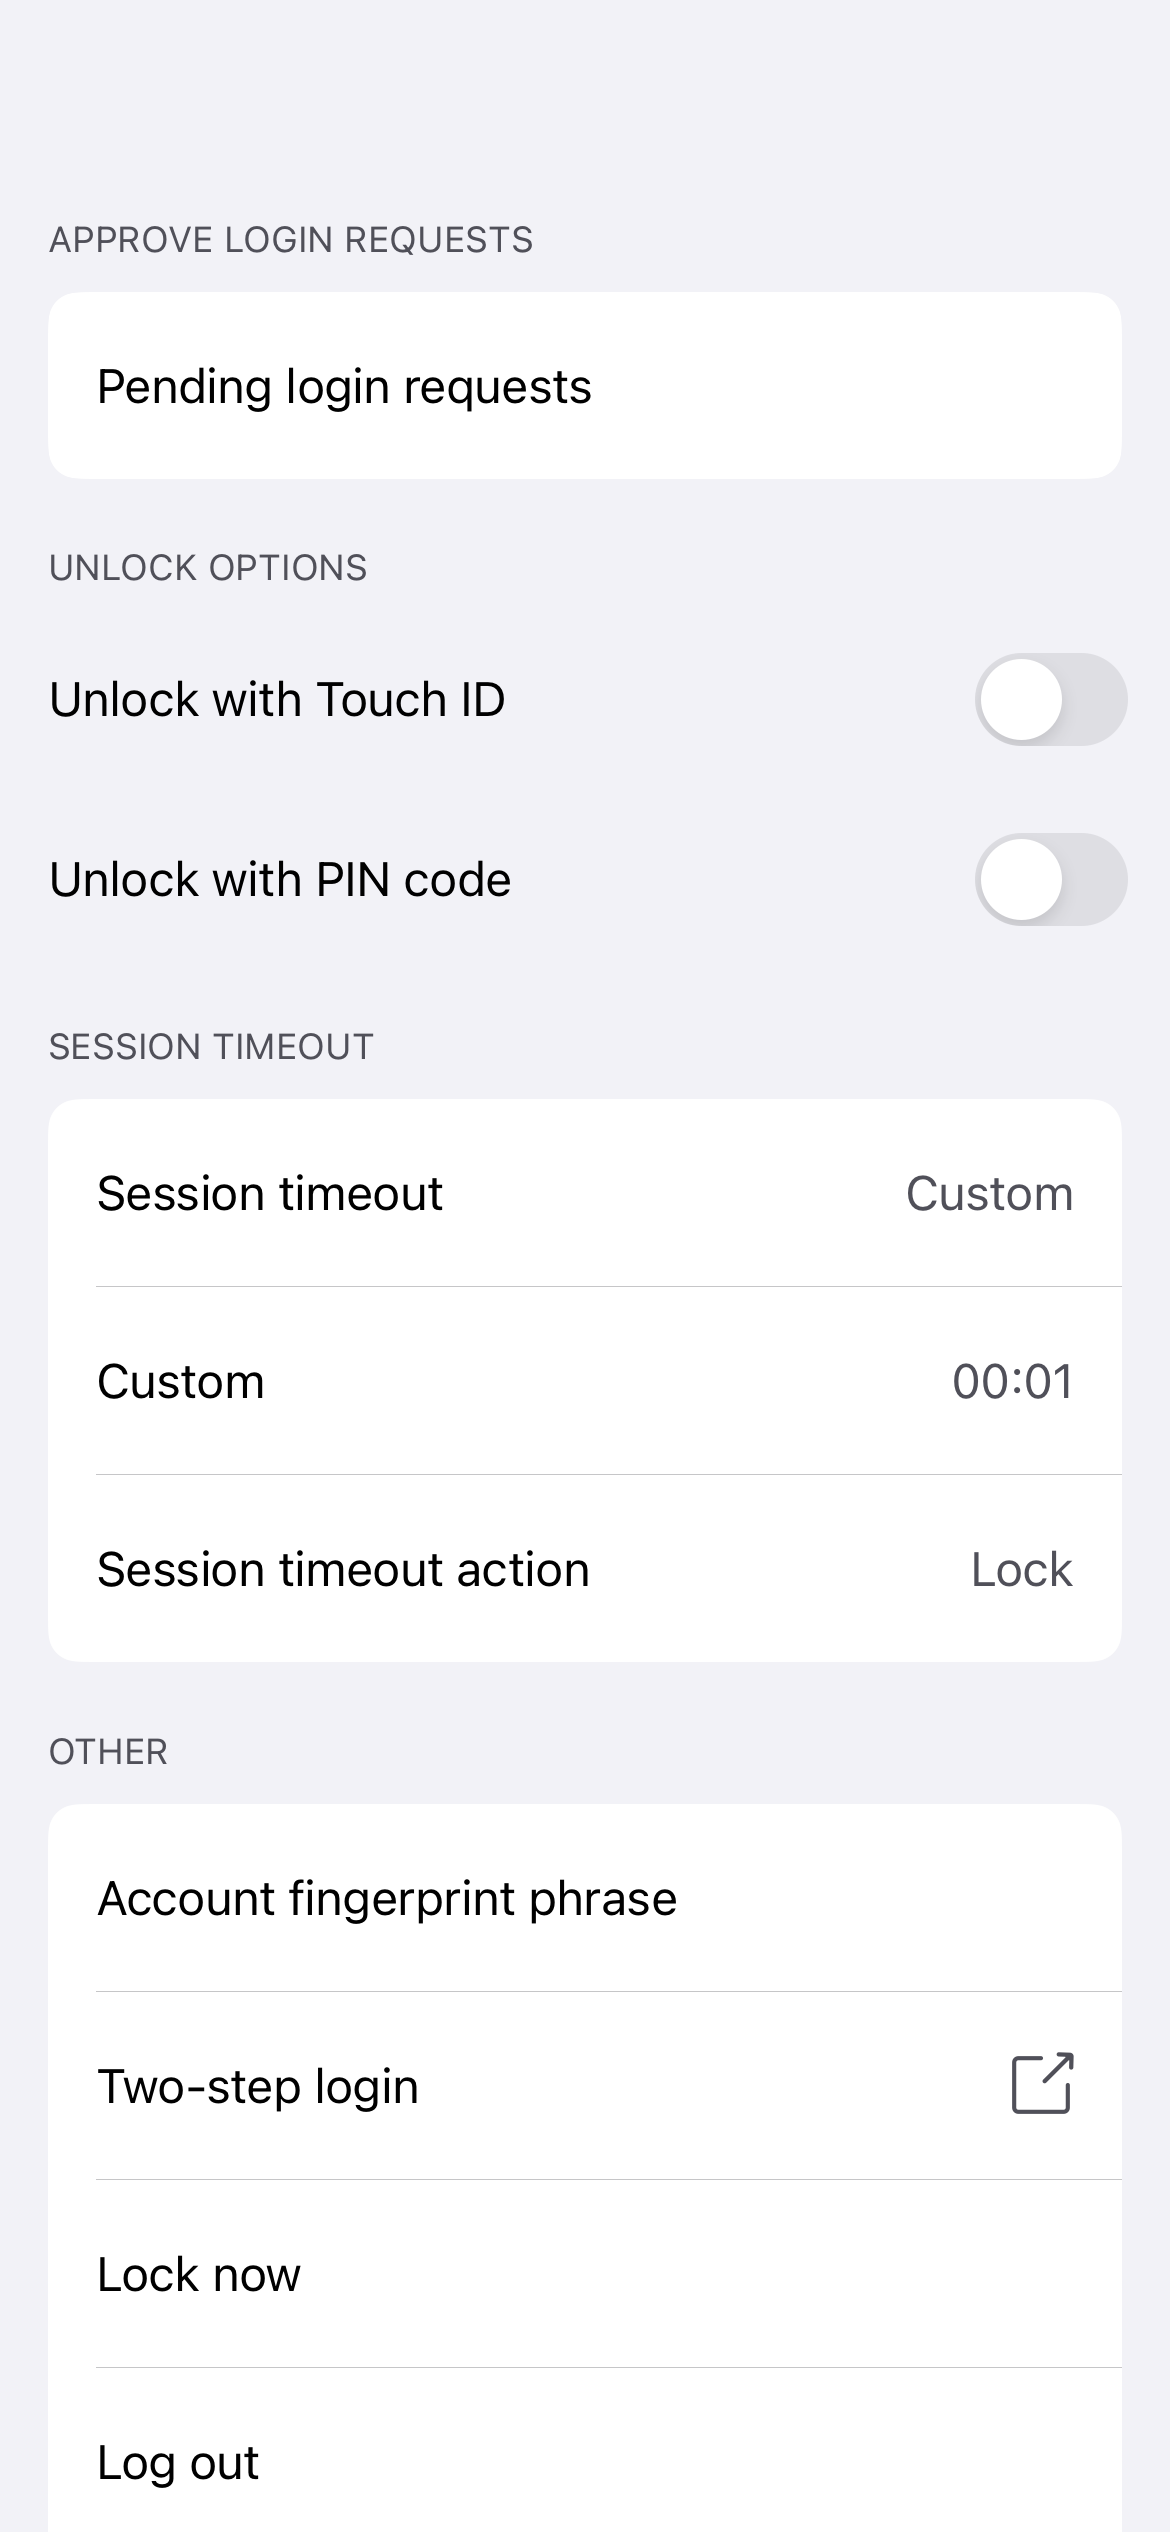 APPROVE LOGIN REQUESTS
Pending login requests
UNLOCK OPTIONS
Unlock with Touch ID
Unlock with PIN code
SESSION TIMEOUT
Session timeout Custom
Custom 00:01
Session timeout action Lock
OTHER
Account fingerprint phrase
Two-step login
Lock now
Log out